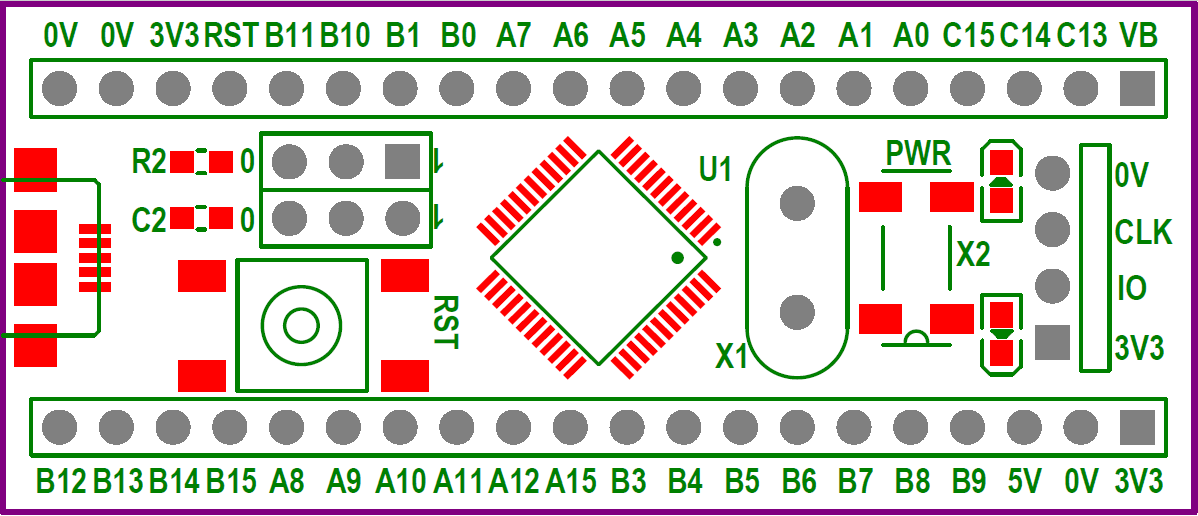 0V 0V 3V3 RST B11 B10 B1 B0 A7 A6 A5 A4 A3 A2 A1 A0 C15 C14 C13 VB
R2 0 1
C2 0 1
RST
U1
X1
PWR
X2
0V
CLK
IO
3V3
B12 B13 B14 B15 A8 A9 A10 A11 A12 A15 B3 B4 B5 B6 B7 B8 B9 5V 0V 3V3